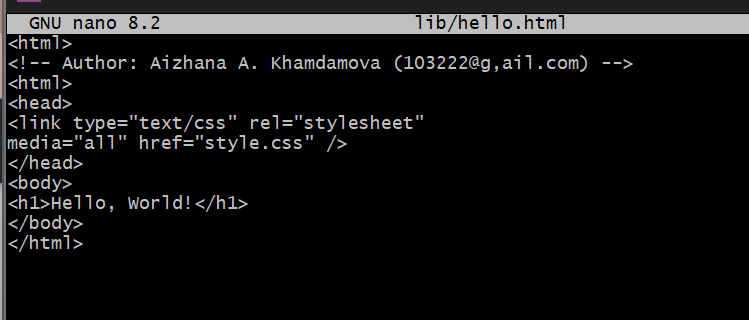 GNU nano 8.2 lib/hello.html
<html>
<!-- Author: Aizhana A. Khamdamova (103222@g,ail.com) -->
<html>
<head>
<link type="text/css" rel="stylesheet"
media="all" href="style.css" />
</head>
<body>
<h1>Hello, World!</h1>
</body>
</html>